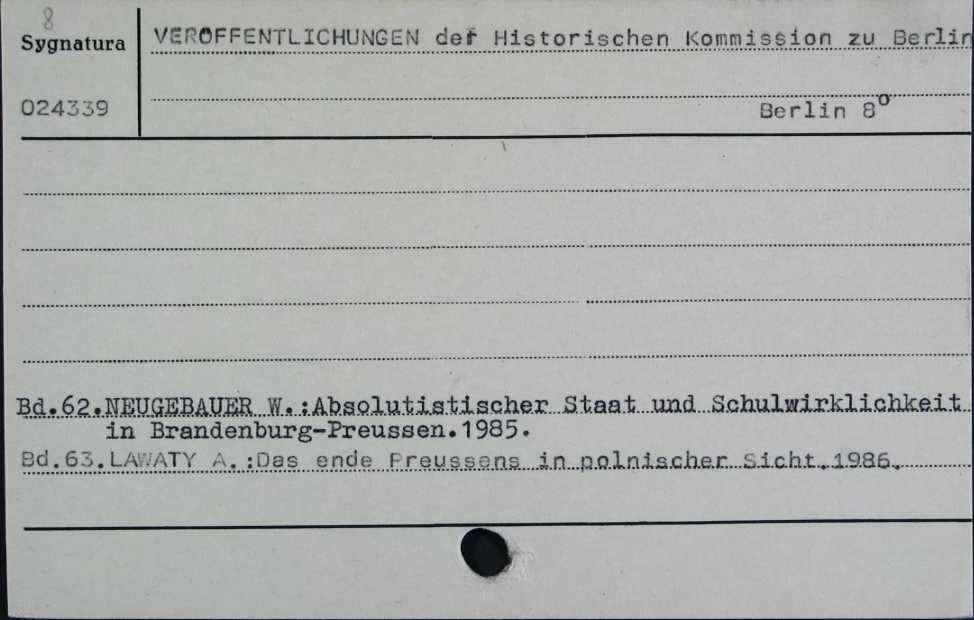 8
Sygnatura
VERÖFFENTLICHUNGEN der Historischen Kommission zu Berlin
024339
Berlin 8°
Bd.62.NEUGEBAUER W.:Absolutistischer Staat und Schulwirklichkeit
in Brandenburg-Preussen.1985.
Bd.63.LAWATY A.:Das ende Preussens in polnischer Sicht.1986.